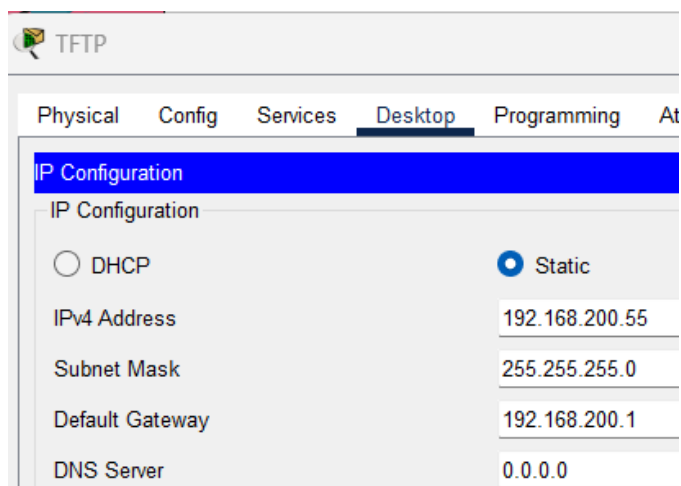 TFTP
Physical Config Services Desktop Programming At
IP Configuration
IP Configuration
DHCP Static
IPv4 Address 192.168.200.55
Subnet Mask 255.255.255.0
Default Gateway 192.168.200.1
DNS Server 0.0.0.0